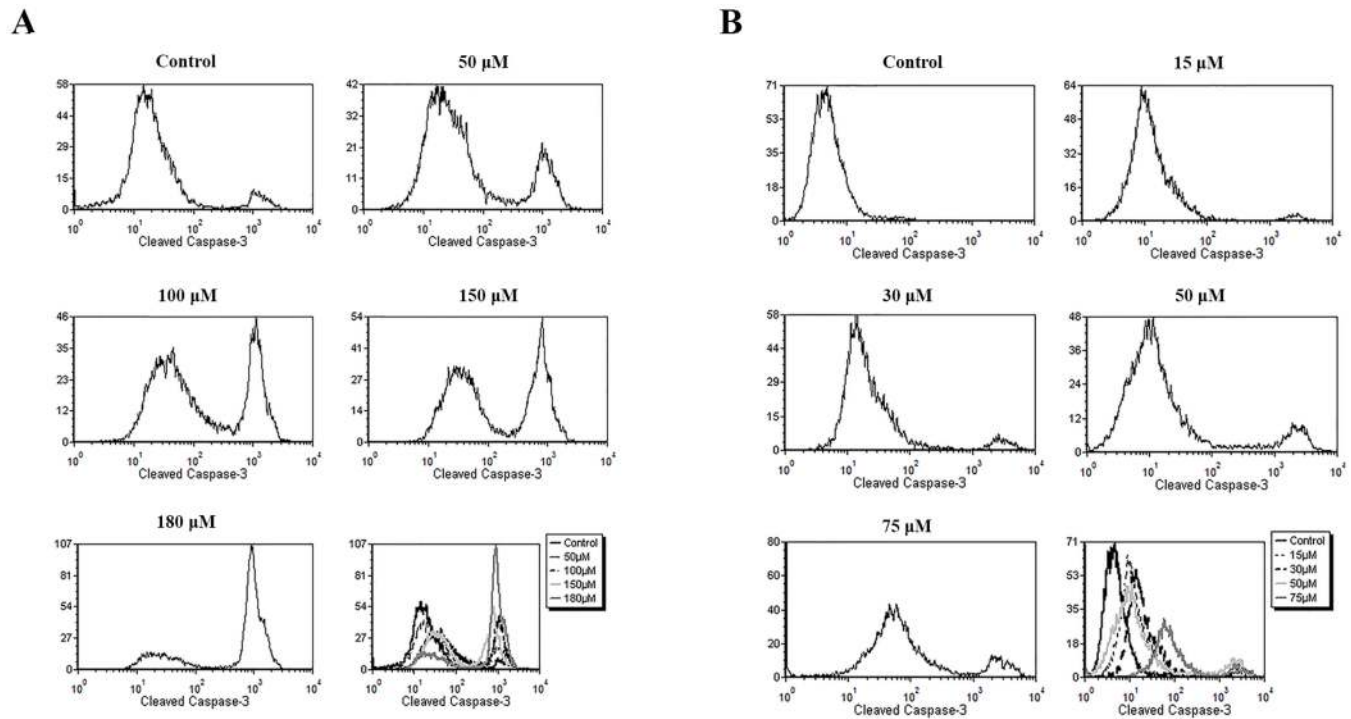 A
Control
58
44
29
15
0
10⁰ 10¹ 10² 10³ 10⁴
Cleaved Caspase-3
50 µM
42
32
21
11
0
10⁰ 10¹ 10² 10³ 10⁴
Cleaved Caspase-3
100 µM
46
35
23
12
0
10⁰ 10¹ 10² 10³ 10⁴
Cleaved Caspase-3
150 µM
54
41
27
14
0
10⁰ 10¹ 10² 10³ 10⁴
Cleaved Caspase-3
180 µM
107
81
54
27
0
10⁰ 10¹ 10² 10³ 10⁴
Cleaved Caspase-3
107
81
54
27
0
10⁰ 10¹ 10² 10³ 10⁴
Cleaved Caspase-3
Control
50µM
100µM
150µM
180µM
B
Control
71
53
35
18
0
10⁰ 10¹ 10² 10³ 10⁴
Cleaved Caspase-3
15 µM
64
48
32
16
0
10⁰ 10¹ 10² 10³ 10⁴
Cleaved Caspase-3
30 µM
58
44
29
15
0
10⁰ 10¹ 10² 10³ 10⁴
Cleaved Caspase-3
50 µM
48
36
24
12
0
10⁰ 10¹ 10² 10³ 10⁴
Cleaved Caspase-3
75 µM
80
60
40
20
0
10⁰ 10¹ 10² 10³ 10⁴
Cleaved Caspase-3
71
53
35
18
0
10⁰ 10¹ 10² 10³ 10⁴
Cleaved Caspase-3
Control
15µM
30µM
50µM
75µM